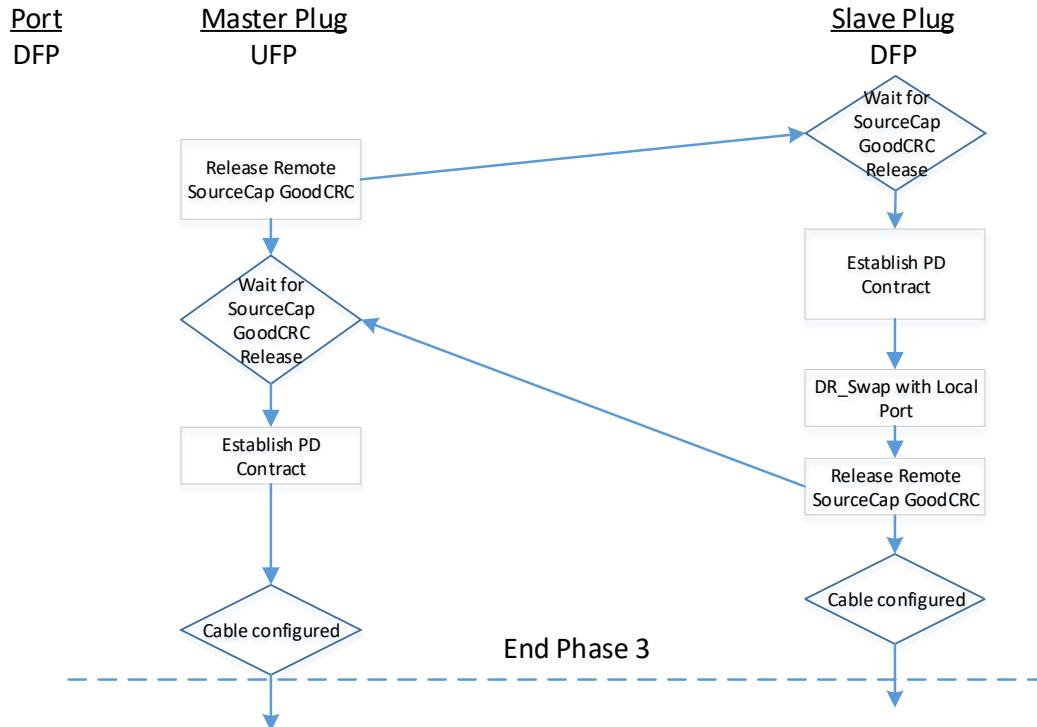 Port
DFP
Master Plug
UFP
Slave Plug
DFP
Wait for
SourceCap
GoodCRC
Release
Release Remote
SourceCap GoodCRC
Establish PD
Contract
Wait for
SourceCap
GoodCRC
Release
DR_Swap with Local
Port
Establish PD
Contract
Release Remote
SourceCap GoodCRC
Cable configured
Cable configured
End Phase 3